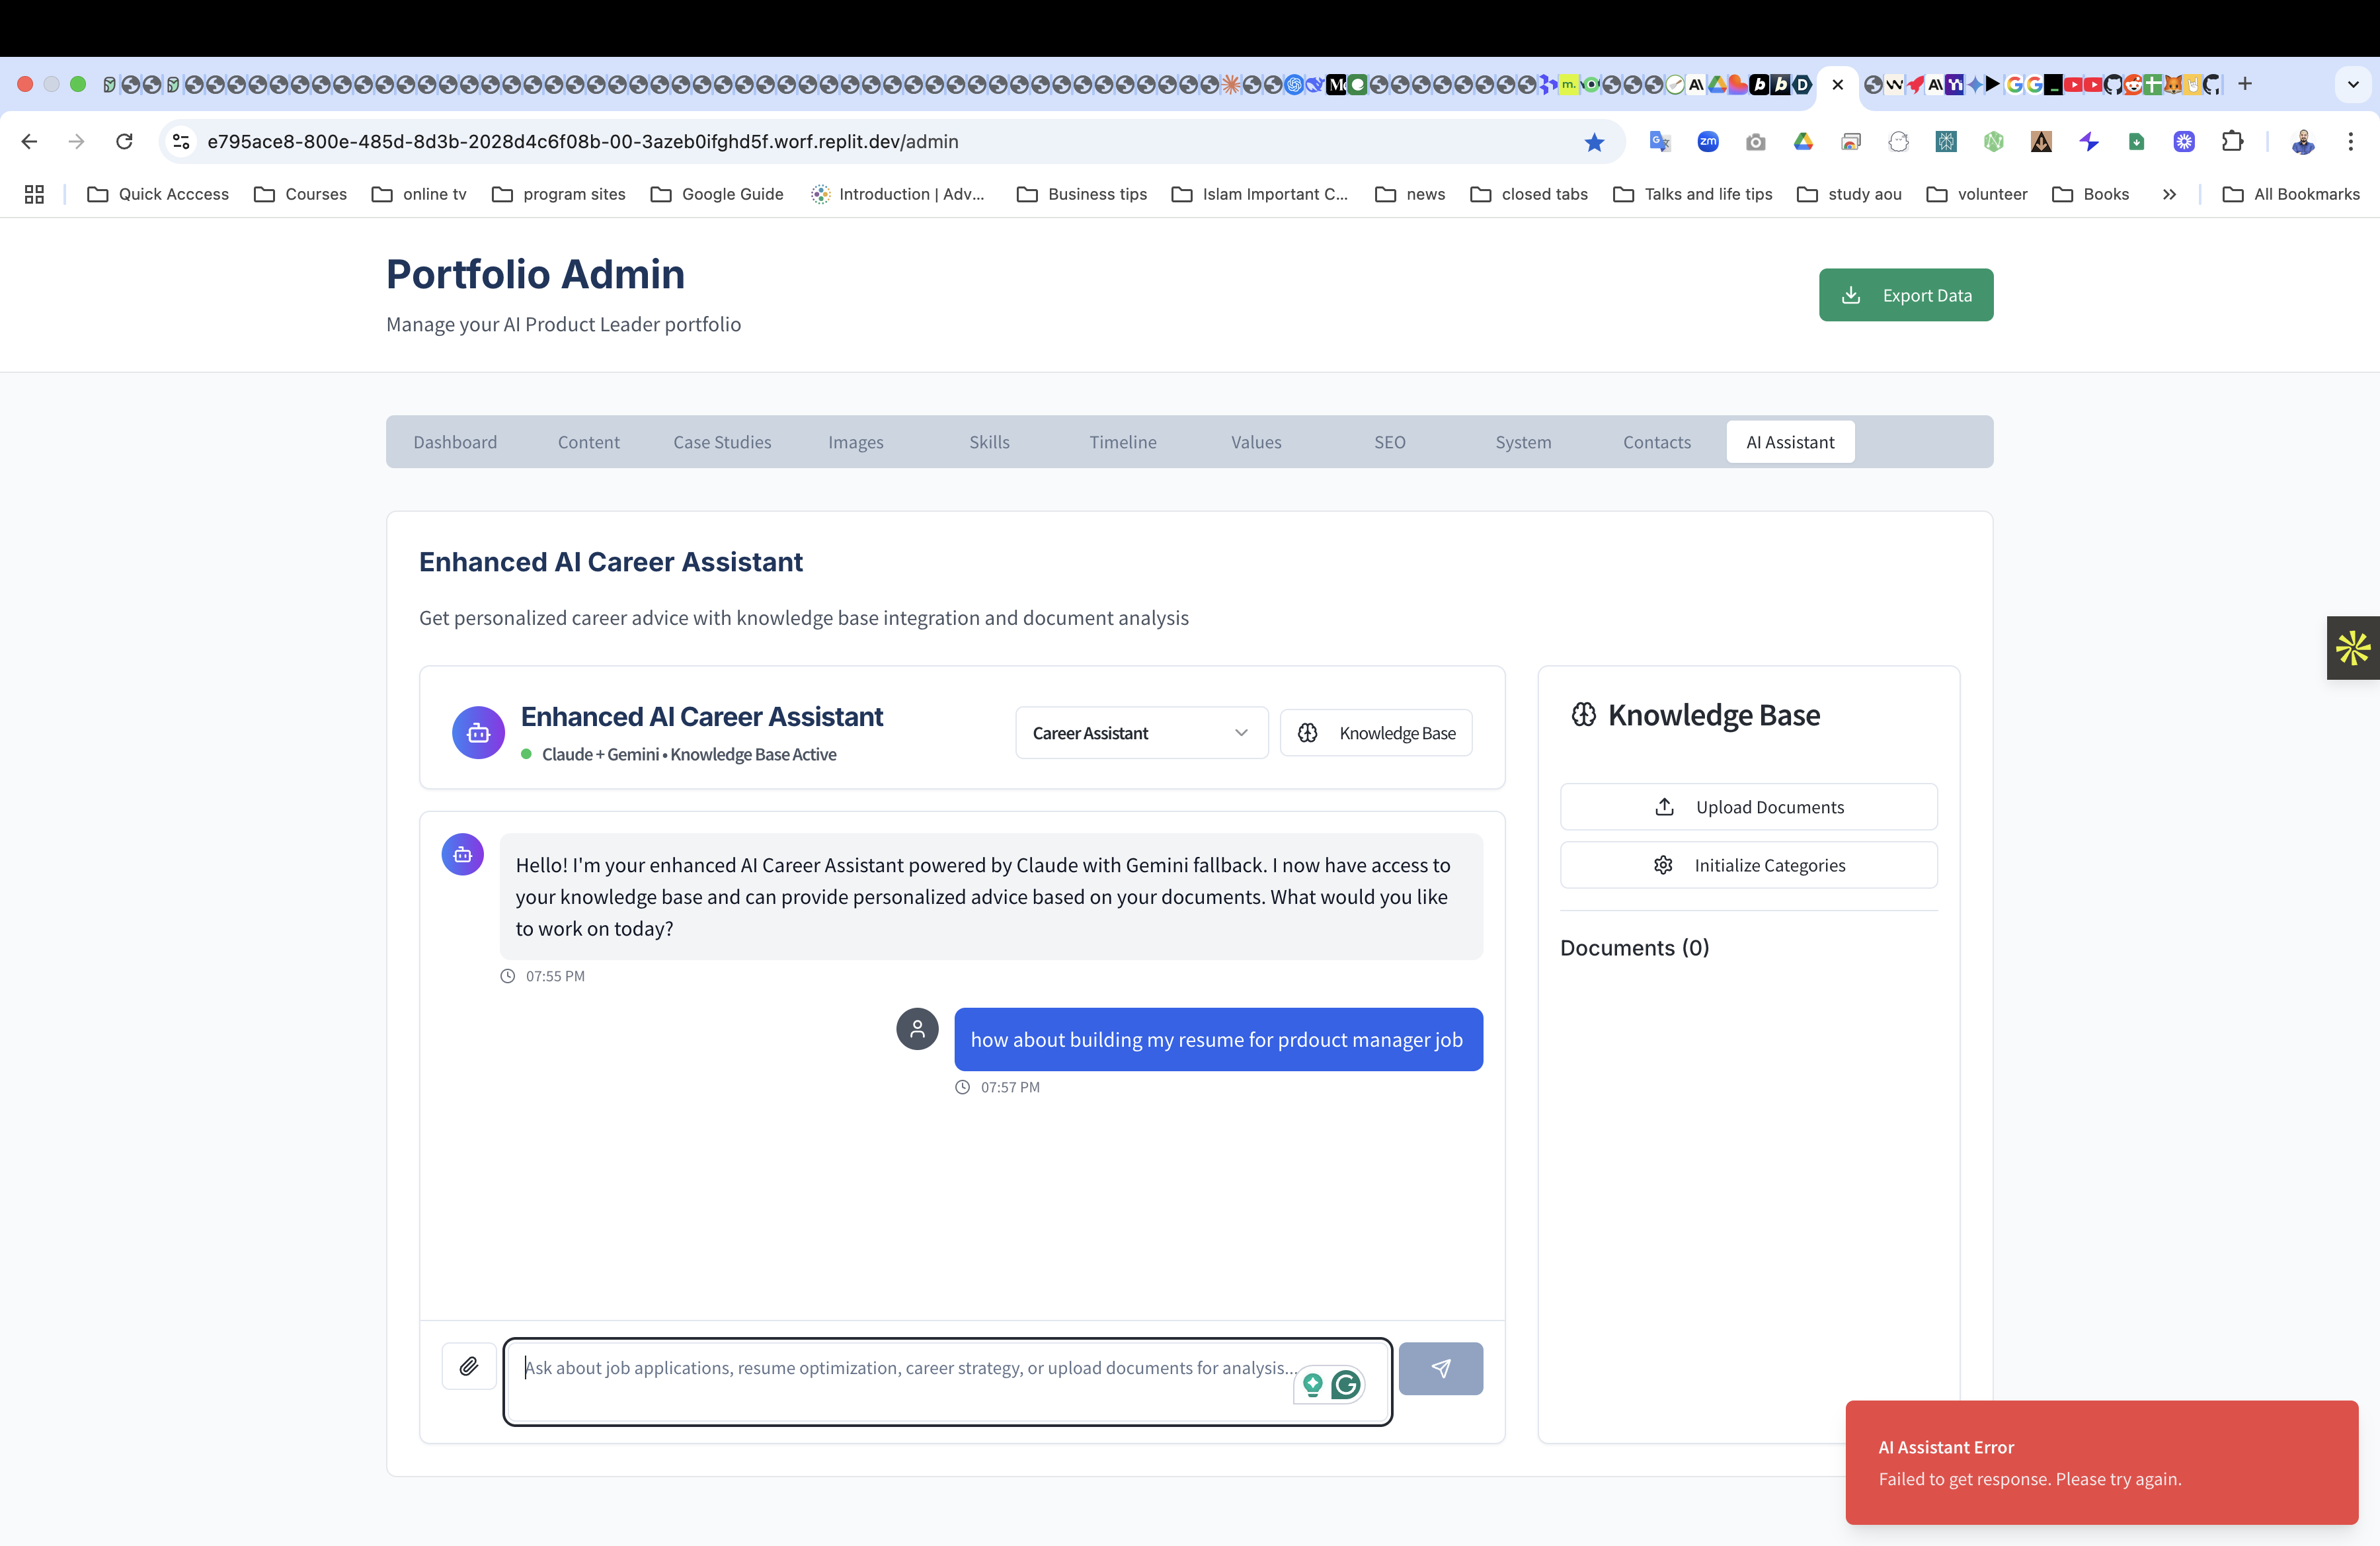 e795ace8-800e-485d-8d3b-2028d4c6f08b-00-3azeb0ifghd5f.worf.replit.dev/admin
Quick Acccess
Courses
online tv
program sites
Google Guide
Introduction | Adv...
Business tips
Islam Important C...
news
closed tabs
Talks and life tips
study aou
volunteer
Books
All Bookmarks
Portfolio Admin
Manage your AI Product Leader portfolio
Export Data
Dashboard
Content
Case Studies
Images
Skills
Timeline
Values
SEO
System
Contacts
AI Assistant
Enhanced AI Career Assistant
Get personalized career advice with knowledge base integration and document analysis
Enhanced AI Career Assistant
Claude + Gemini • Knowledge Base Active
Career Assistant
Knowledge Base
Hello! I'm your enhanced AI Career Assistant powered by Claude with Gemini fallback. I now have access to
your knowledge base and can provide personalized advice based on your documents. What would you like
to work on today?
07:55 PM
how about building my resume for prdouct manager job
07:57 PM
Ask about job applications, resume optimization, career strategy, or upload documents for analysis...
Knowledge Base
Upload Documents
Initialize Categories
Documents (0)
AI Assistant Error
Failed to get response. Please try again.